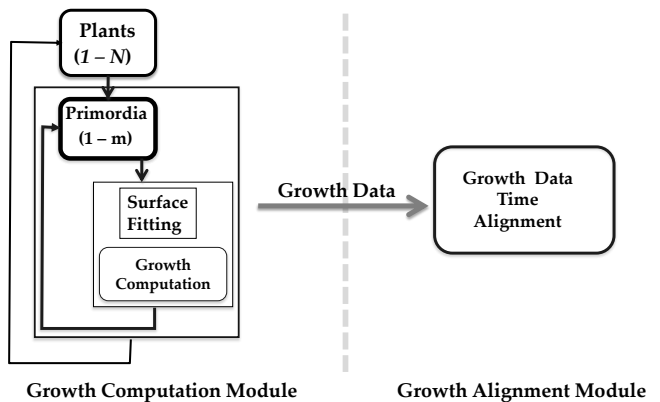 Plants
(1 – N)
Primordia
(1 – m)
Surface
Fitting
Growth
Computation
Growth Data
Growth Data
Time
Alignment
Growth Computation Module
Growth Alignment Module